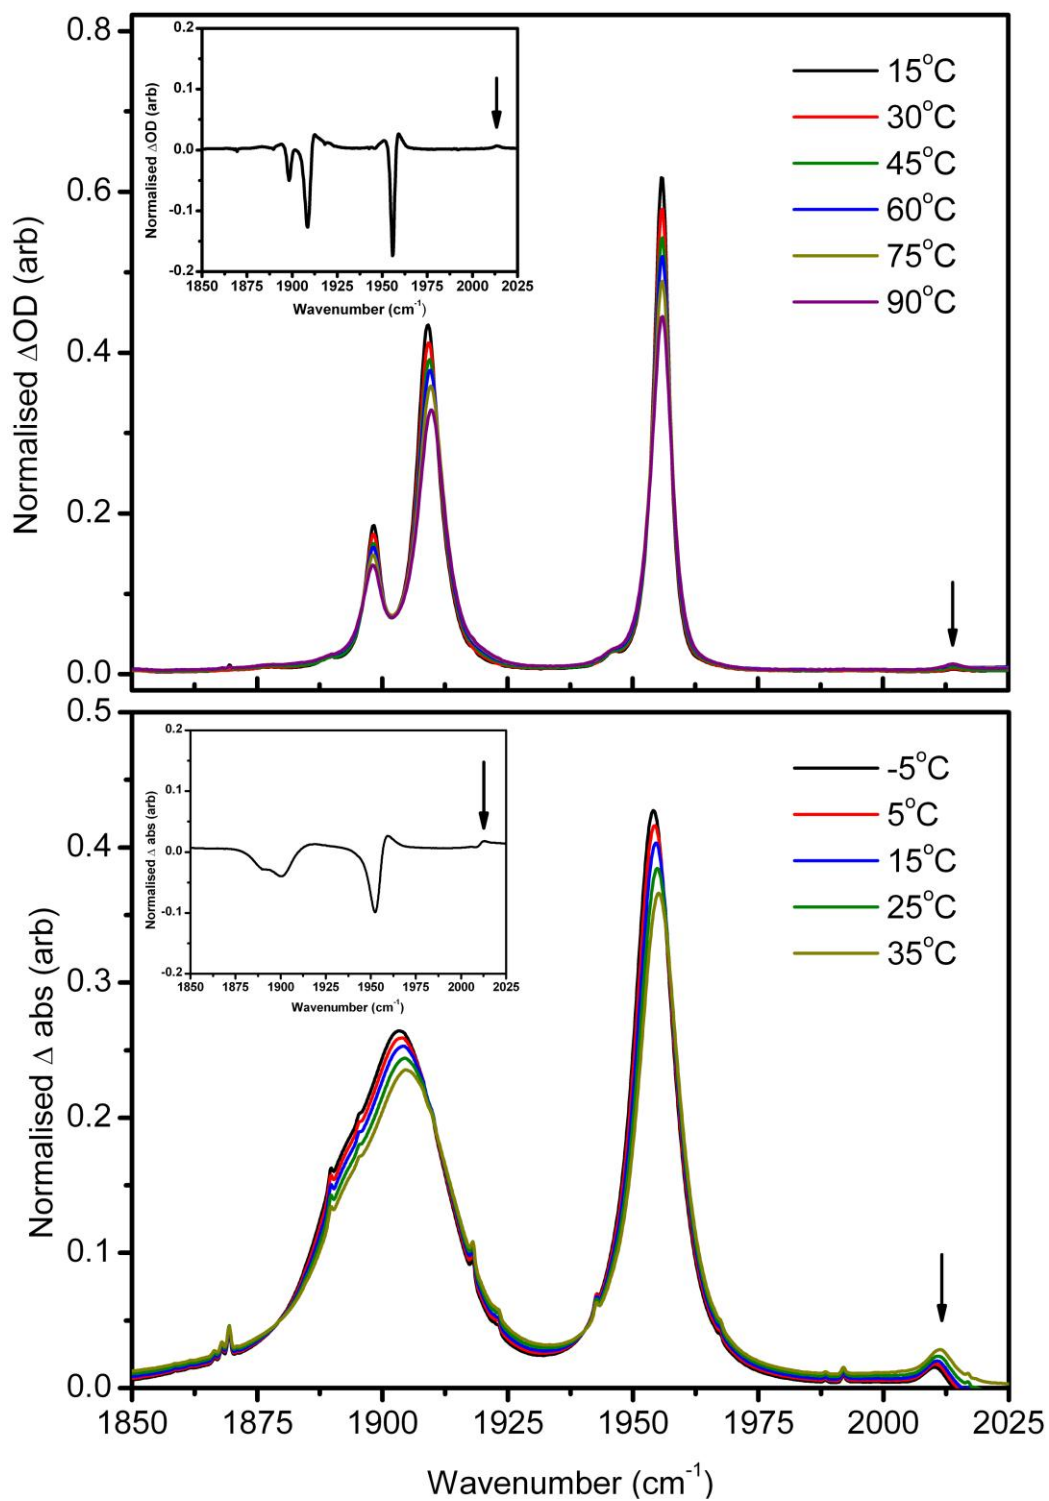 0.8
0.6
0.4
0.2
0.0
Normalised ΔOD (arb)
15°C
30°C
45°C
60°C
75°C
90°C
0.2
0.1
0.0
-0.1
-0.2
Normalised ΔOD (arb)
1850 1875 1900 1925 1950 1975 2000 2025
Wavenumber (cm⁻¹)
0.5
0.4
0.3
0.2
0.1
0.0
Normalised Δ abs (arb)
-5°C
5°C
15°C
25°C
35°C
0.2
0.1
0.0
-0.1
-0.2
Normalised Δ abs (arb)
1850 1875 1900 1925 1950 1975 2000 2025
Wavenumber (cm⁻¹)
1850 1875 1900 1925 1950 1975 2000 2025
Wavenumber (cm⁻¹)